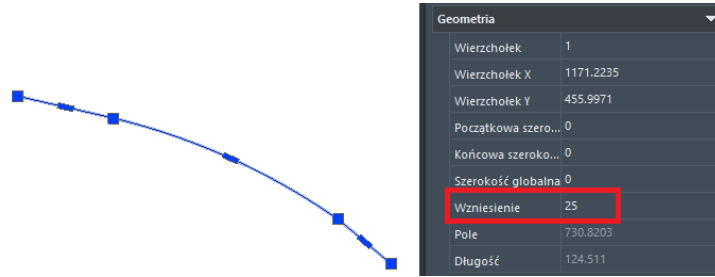 Geometria
Wierzchołek 1
Wierzchołek X 1171.2235
Wierzchołek Y 455.9971
Początkowa szero... 0
Końcowa szeroko... 0
Szerokość globalna 0
Wzniesienie 25
Pole 730.8203
Długość 124.511